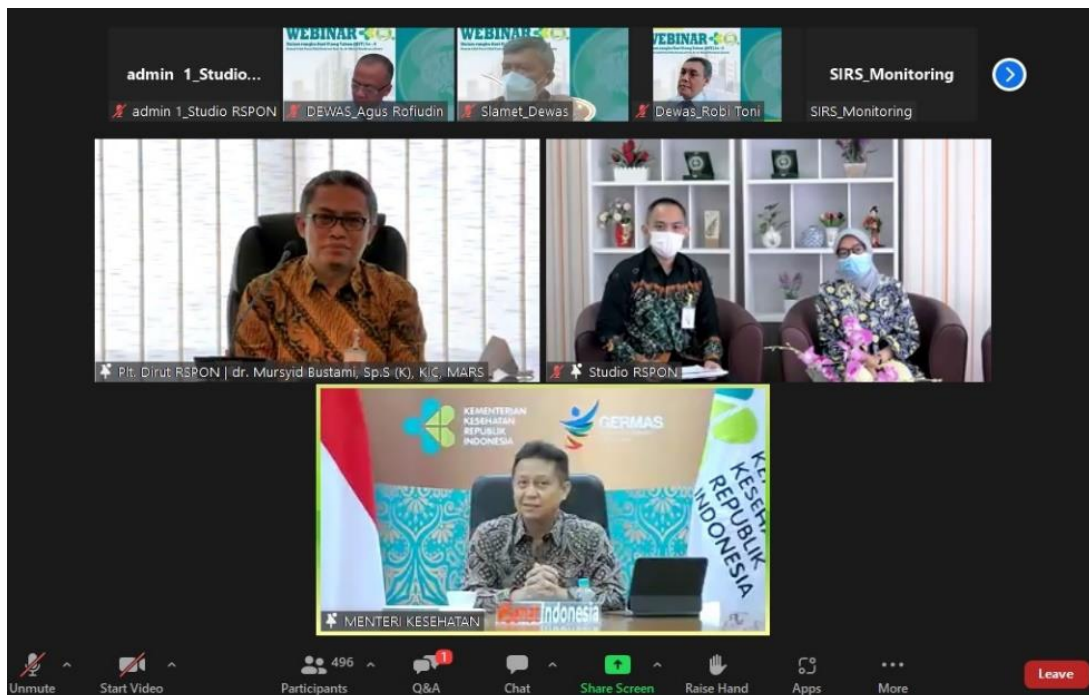 admin 1_Studio...
admin 1_Studio RSPON
WEBINAR
DEWAS_Agus Rofiudin
WEBINAR
Slamet_Dewas
WEBINAR
Dewas_Robi Toni
SIRS_Monitoring
SIRS_Monitoring
Plt. Dirut RSPON | dr. Mursyid Bustami, Sp.S (K), KIC, MARS
Studio RSPON
KEMENTERIAN
KESEHATAN
REPUBLIK
INDONESIA
GERMAS
KESEHA
REPUBLIK
INDONESIA
Indonesia
MENTERI KESEHATAN
Unmute
Start Video
496
Participants
1
Q&A
Chat
Share Screen
Raise Hand
Apps
More
Leave